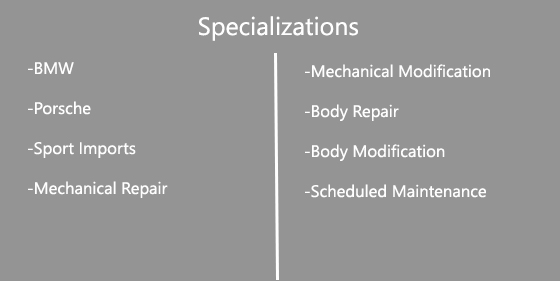 Specializations
-BMW
-Porsche
-Sport Imports
-Mechanical Repair
-Mechanical Modification
-Body Repair
-Body Modification
-Scheduled Maintenance